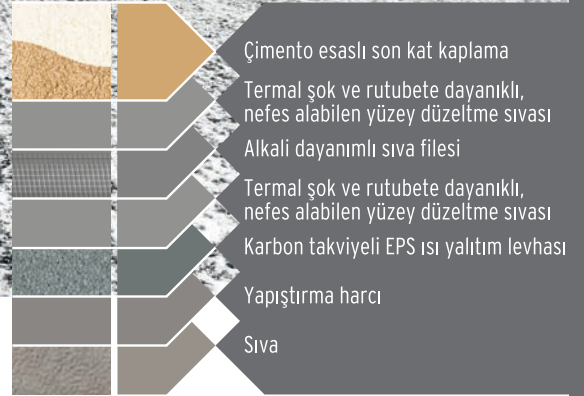 Çimento esaslı son kat kaplama
Termal şok ve rutubete dayanıklı,
nefes alabilen yüzey düzeltme sıvası
Alkali dayanımlı sıva filesi
Termal şok ve rutubete dayanıklı,
nefes alabilen yüzey düzeltme sıvası
Karbon takviyeli EPS ısı yalıtım levhası
Yapıştırma harcı
Sıva